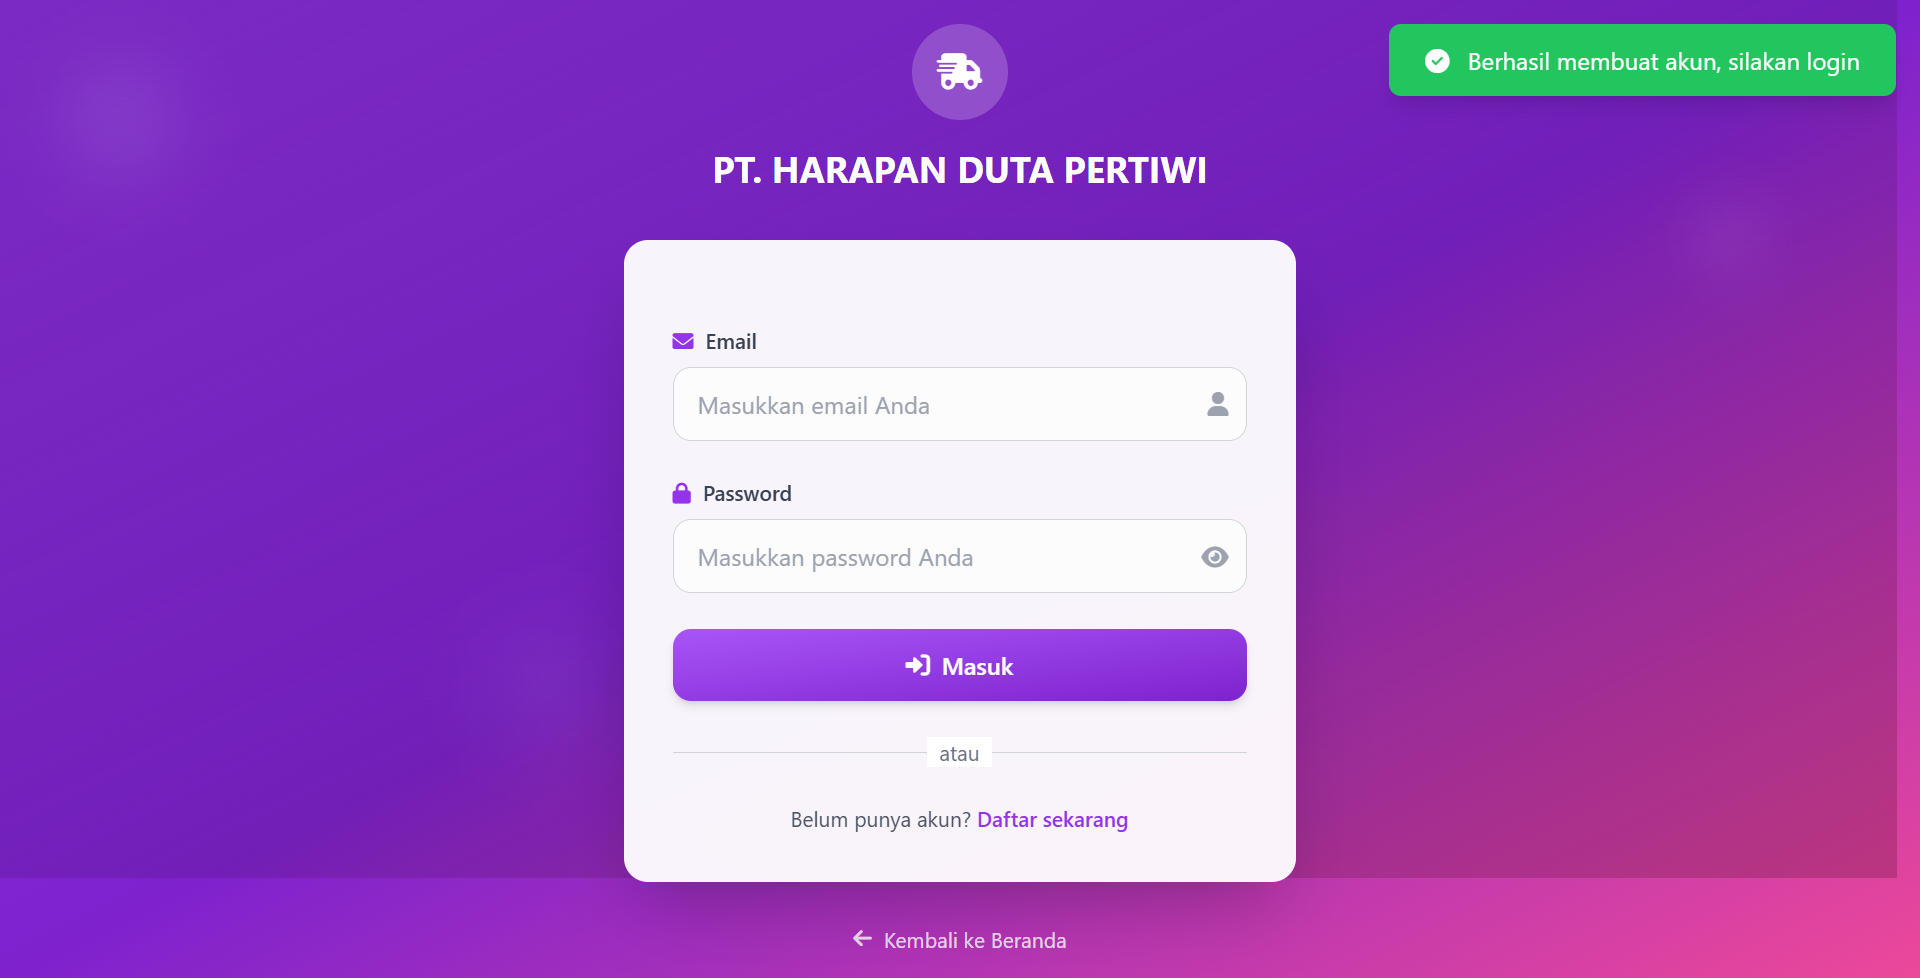 Berhasil membuat akun, silakan login
PT. HARAPAN DUTA PERTIWI
Email
Masukkan email Anda
Password
Masukkan password Anda
Masuk
atau
Belum punya akun? Daftar sekarang
Kembali ke Beranda